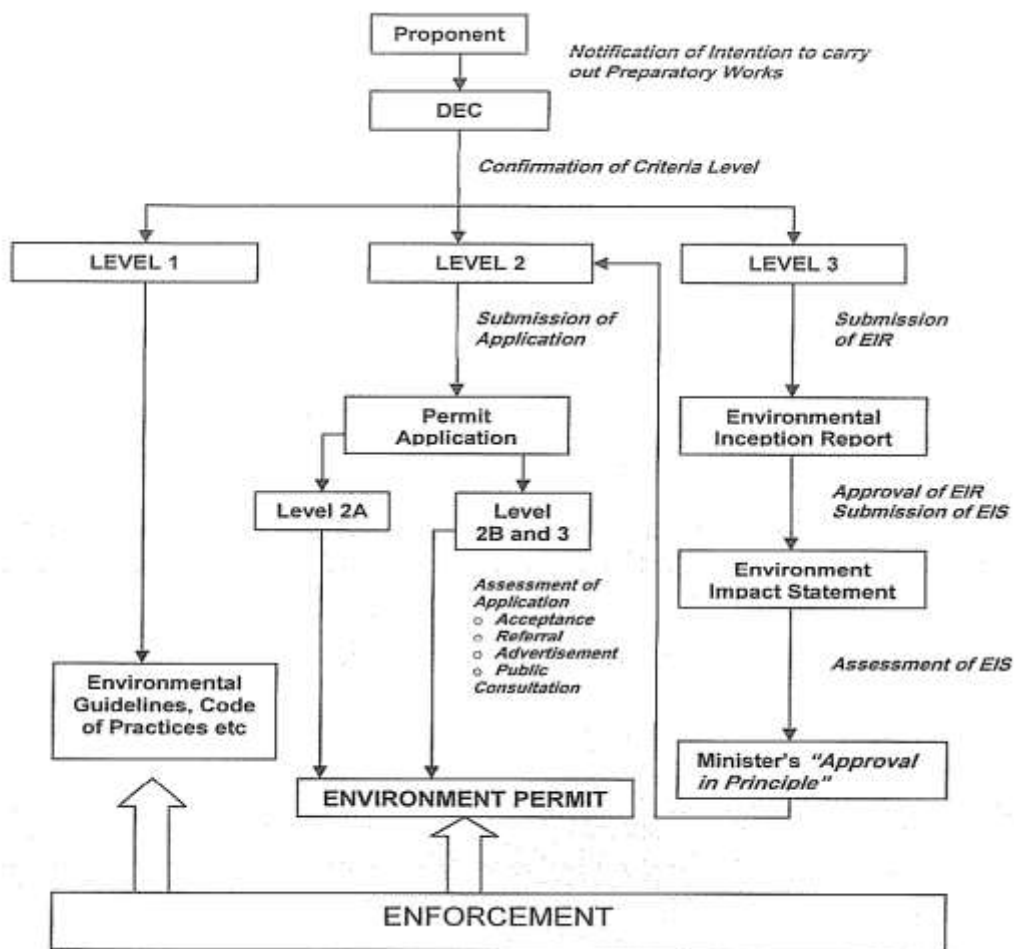 Proponent
Notification of Intention to carry
out Preparatory Works
DEC
Confirmation of Criteria Level
LEVEL 1
LEVEL 2
LEVEL 3
Submission of
Application
Submission
of EIR
Permit
Application
Environmental
Inception Report
Level 2A
Level
2B and 3
Approval of EIR
Submission of EIS
Assessment of
Application
o Acceptance
o Referral
o Advertisement
o Public
Consultation
Environment
Impact Statement
Assessment of EIS
Environmental
Guidelines, Code
of Practices etc
Minister's "Approval
in Principle"
ENVIRONMENT PERMIT
ENFORCEMENT